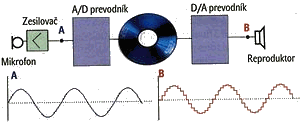 Zesilovač
A/D prevodník
D/A prevodník
A
B
Mikrofon
Reproduktor
A
B